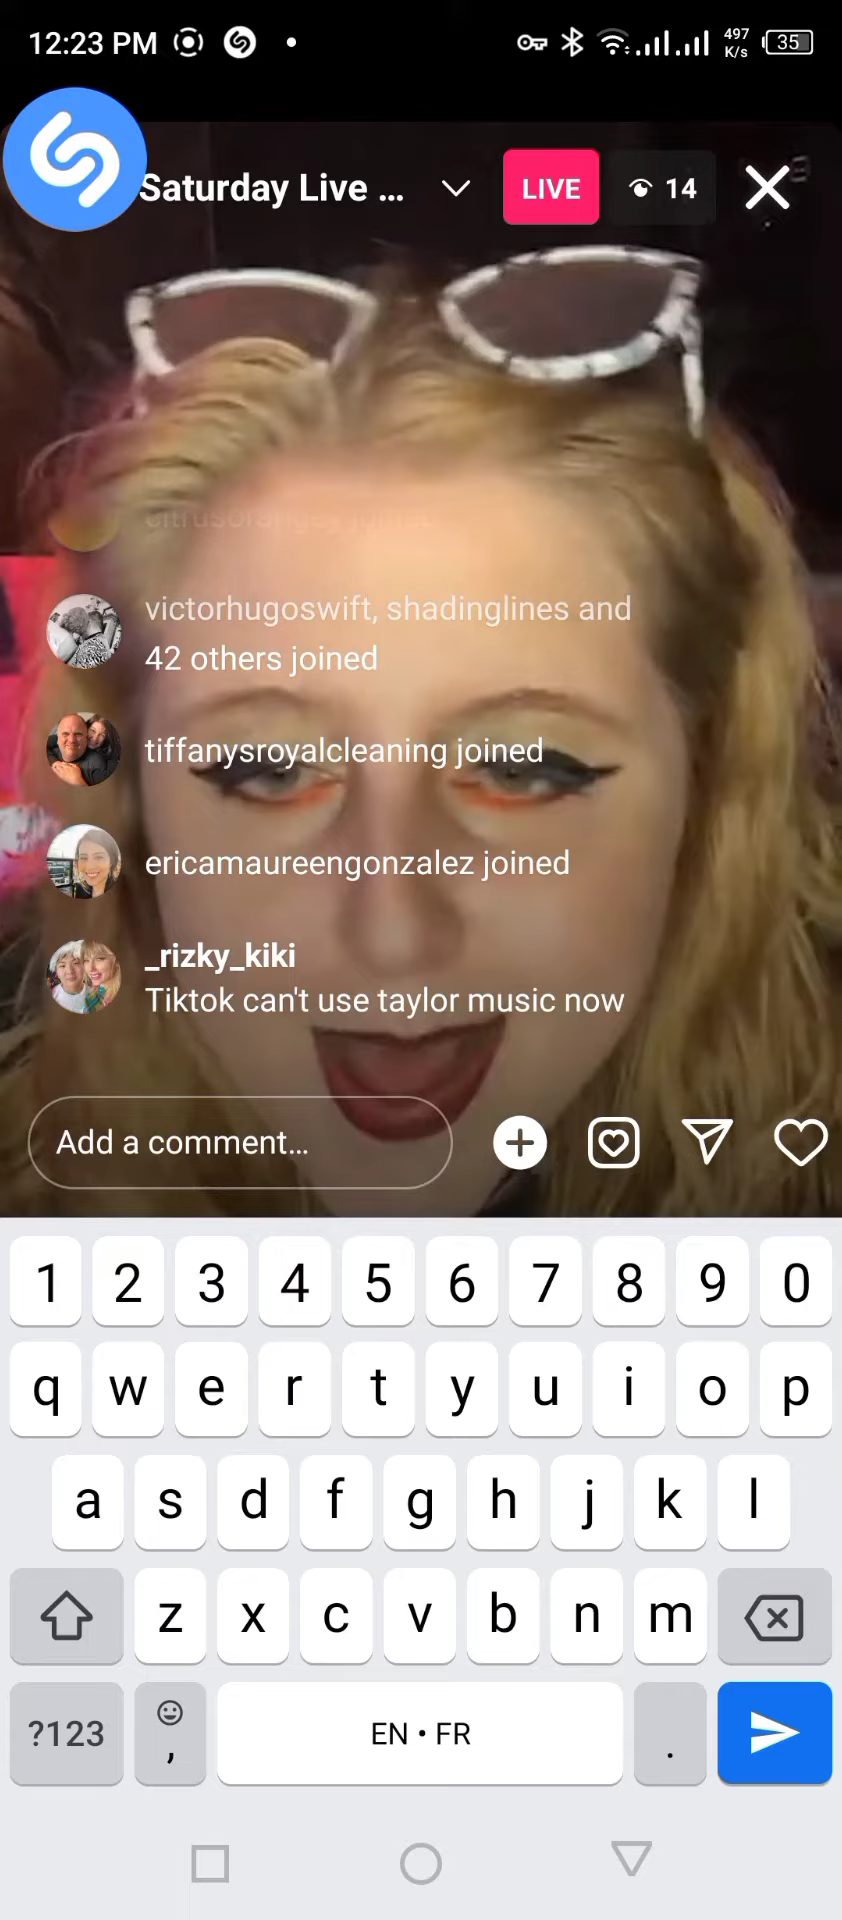 12:23 PM
497
K/s
35
Saturday Live ...
LIVE
14
citrusoranges joined
victorhugoswift, shadinglines and
42 others joined
tiffanysroyalcleaning joined
ericamaureengonzalez joined
_rizky_kiki
Tiktok can't use taylor music now
Add a comment...
1 2 3 4 5 6 7 8 9 0
q w e r t y u i o p
a s d f g h j k l
z x c v b n m
?123 , EN • FR .